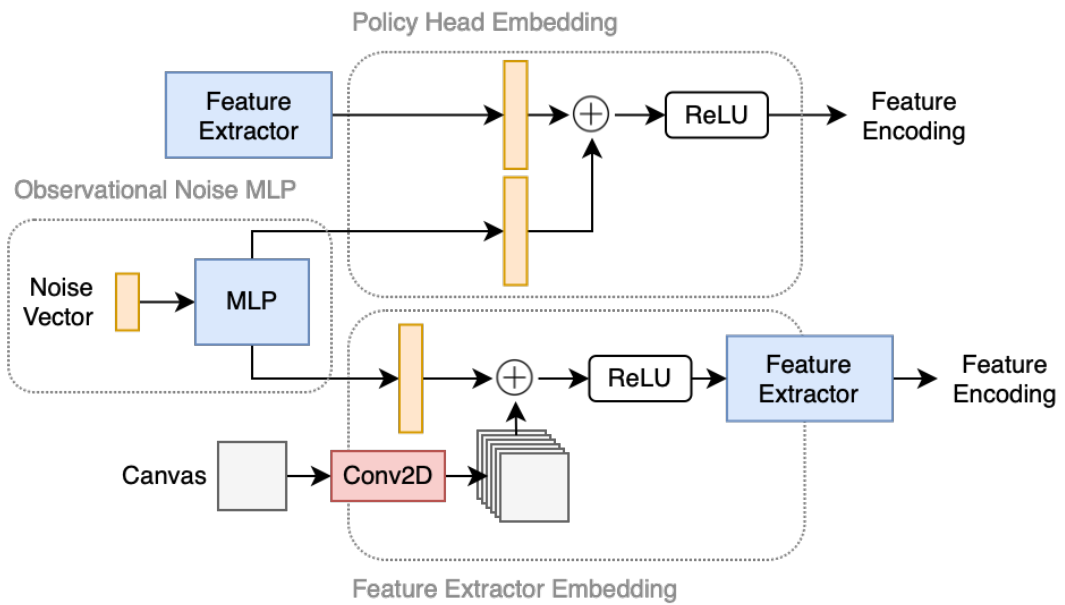 Policy Head Embedding
Feature
Extractor
ReLU
Feature
Encoding
Observational Noise MLP
Noise
Vector
MLP
ReLU
Feature
Extractor
Feature
Encoding
Canvas
Conv2D
Feature Extractor Embedding